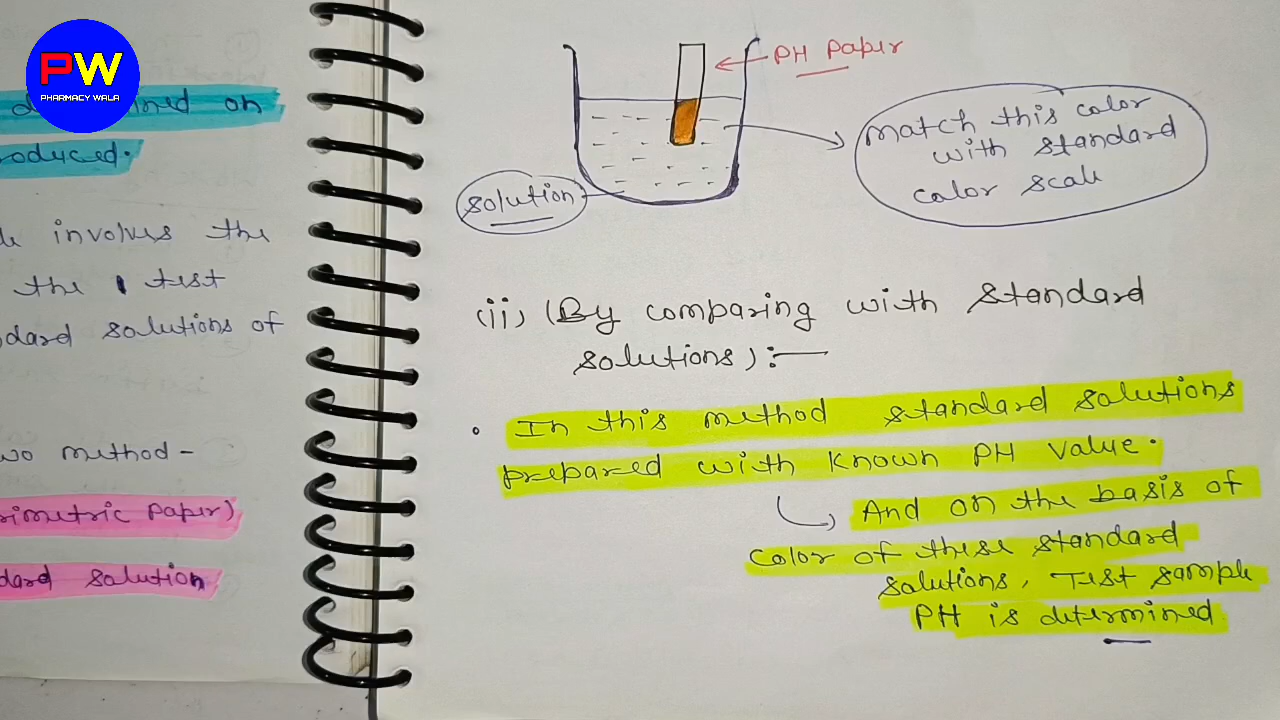 PW
PHARMACY WALA
on
roduced.
involves the
the test
dard solutions of
wo method -
rimetric paper)
dard solution
PH Paper
Match this color
with standard
color scale
solution
(ii) (By comparing with standard
solutions) :—
• In this method standard solutions
prepared with known PH value.
And on the basis of
color of these standard
solutions, Test sample
PH is determined